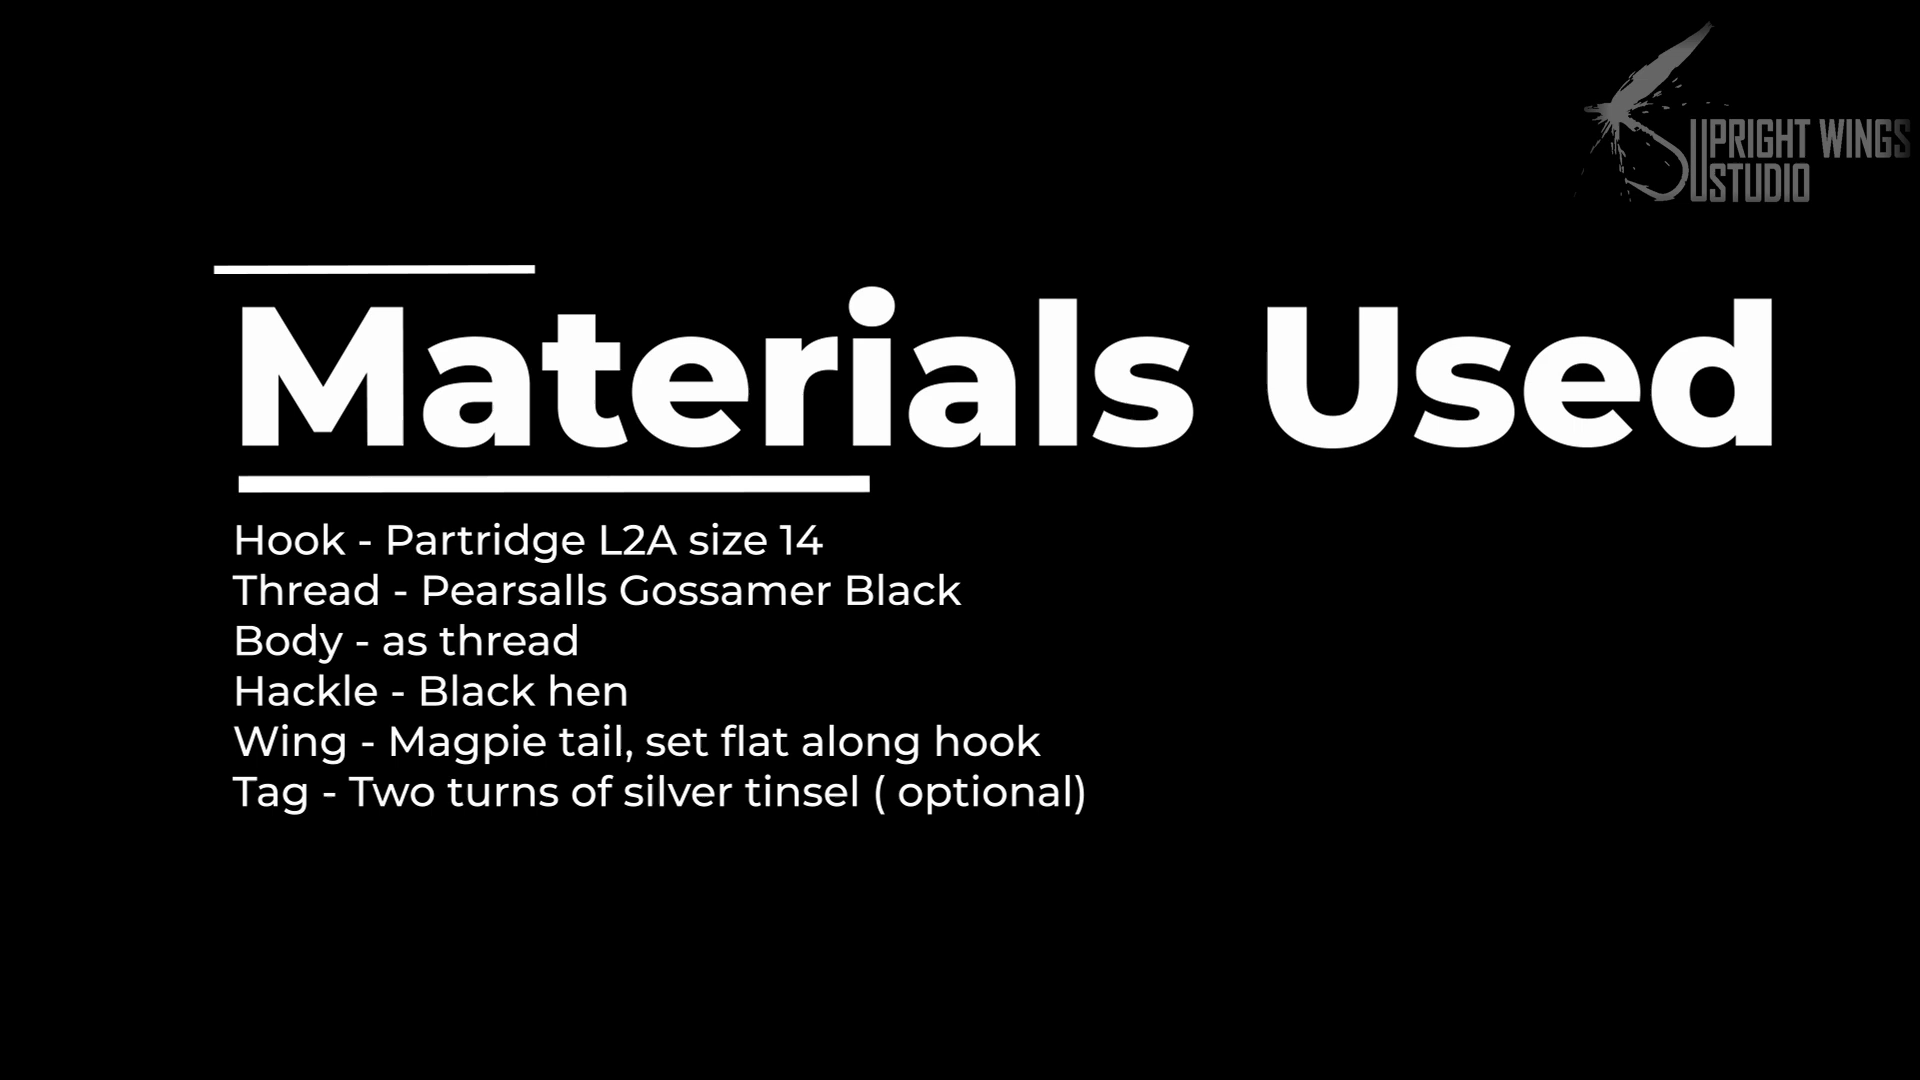 UPRIGHT WINGS
STUDIO
Materials Used
Hook - Partridge L2A size 14
Thread - Pearsalls Gossamer Black
Body - as thread
Hackle - Black hen
Wing - Magpie tail, set flat along hook
Tag - Two turns of silver tinsel ( optional)